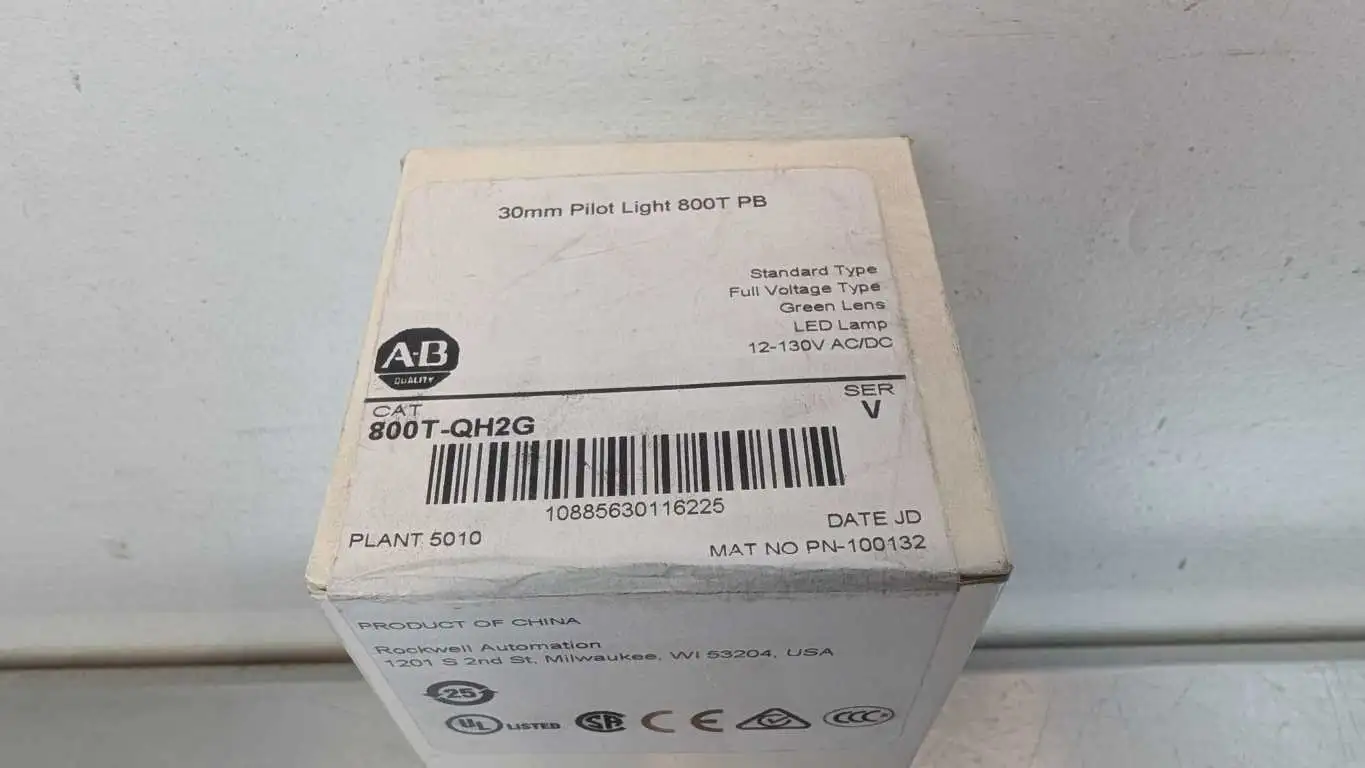 30mm Pilot Light 800T PB
Standard Type
Full Voltage Type
Green Lens
LED Lamp
12-130V AC/DC
A-B
QUALITY
CAT
SER
800T-QH2G
V
10885630116225
PLANT 5010
DATE JD
MAT NO PN-100132
PRODUCT OF CHINA
Rockwell Automation
1201 S 2nd St, Milwaukee, WI 53204, USA
25
UL LISTED
SA
CE
CCC